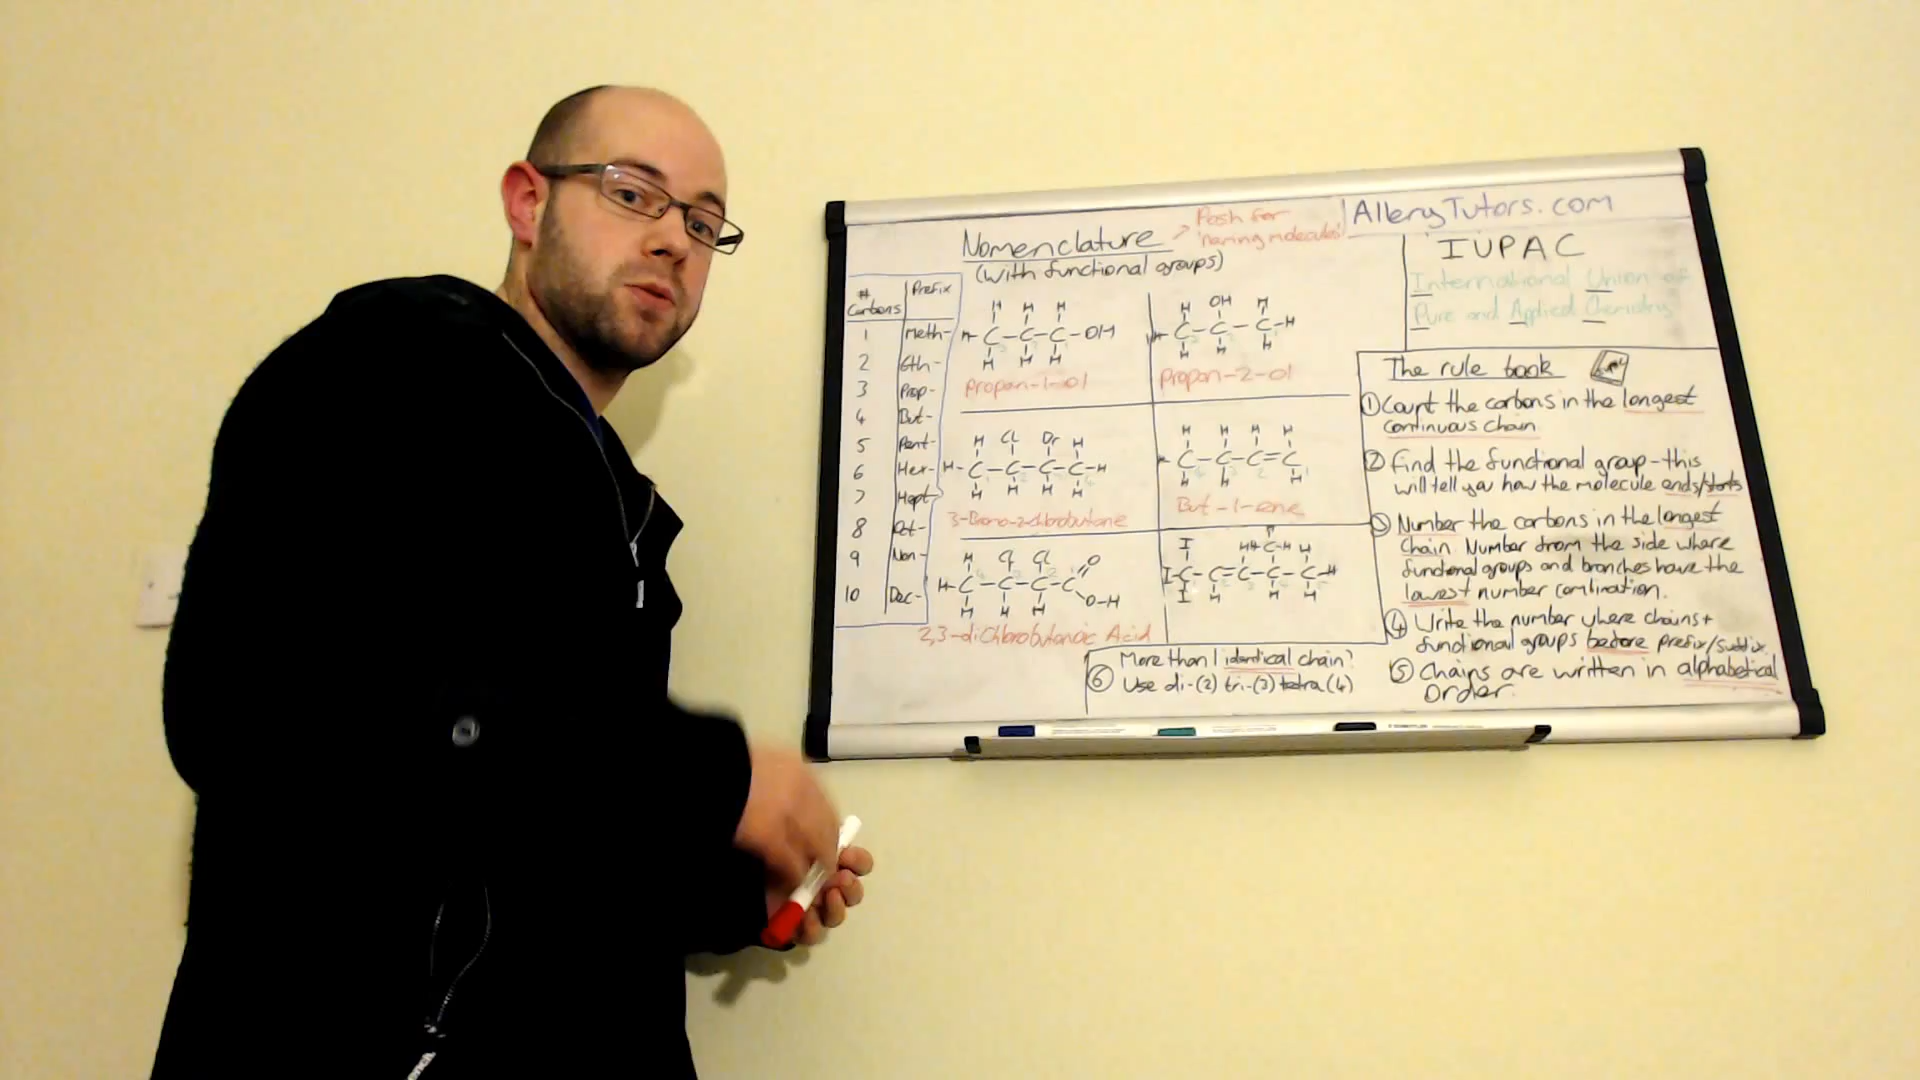 AlleryTutors.com
Nomenclature
Posh for
'naming molecules'
(with functional groups)
IUPAC
International Union of
Pure and Applied Chemistry
# Carbons Prefix
1 Meth-
2 Eth-
3 Prop-
4 But-
5 Pent-
6 Hex-
7 Hept-
8 Oct-
9 Non-
10 Dec-
H H H
H-C-C-C-OH
H H H
Propan-1-ol
H OH H
H-C-C-C-H
H H H
Propan-2-ol
H Cl Br H
H-C-C-C-C-H
H H H H
3-Bromo-2-chlorobutane
H H H H
H-C-C-C=C
H H H
But-1-ene
H Cl Cl O
H-C-C-C-C
H H H O-H
2,3-diChlorobutanoic Acid
I H-C-H H
I-C-C=C-C-C-H
I H H H
The rule book
① Count the carbons in the longest
continuous chain
② Find the functional group-this
will tell you how the molecule ends/starts
③ Number the carbons in the longest
chain. Number from the side where
functional groups and branches have the
lowest number combination.
④ Write the number where chains+
functional groups before prefix/suffix.
⑤ Chains are written in alphabetical
Order.
More than 1 identical chain?
⑥ Use di-(2) tri-(3) tetra(4)
bench